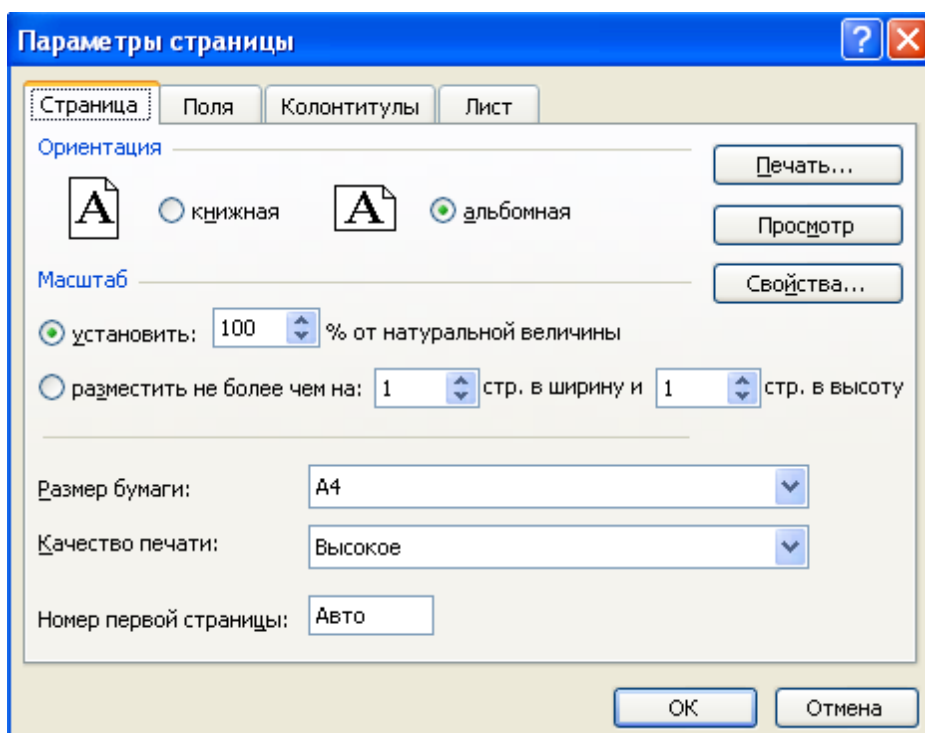 Параметры страницы
Страница Поля Колонтитулы Лист
Ориентация
Печать...
A книжная A альбомная
Просмотр
Масштаб
Свойства...
установить: 100 % от натуральной величины
разместить не более чем на: 1 стр. в ширину и 1 стр. в высоту
Размер бумаги: A4
Качество печати: Высокое
Номер первой страницы: Авто
ОК Отмена